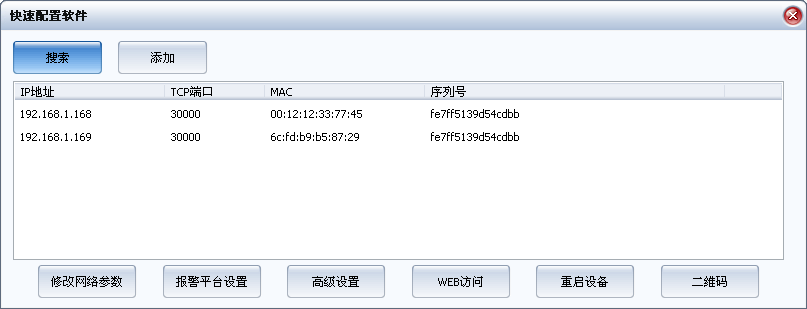 快速配置软件
搜索 添加
IP地址 TCP端口 MAC 序列号
192.168.1.168 30000 00:12:12:33:77:45 fe7ff5139d54cdbb
192.168.1.169 30000 6c:fd:b9:b5:87:29 fe7ff5139d54cdbb
修改网络参数 报警平台设置 高级设置 WEB访问 重启设备 二维码